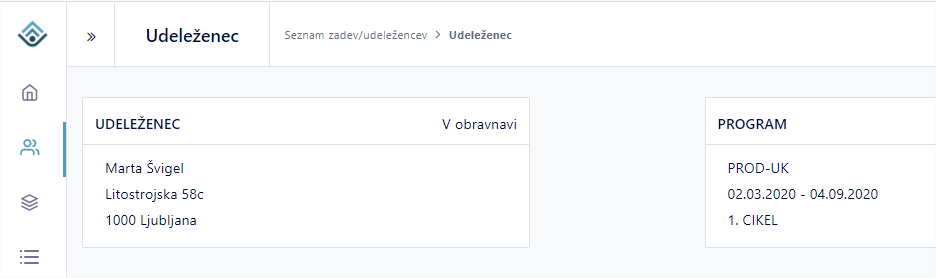 » Udeleženec Seznam zadev/udeležencev > Udeleženec
UDELEŽENEC V obravnavi
Marta Švigel
Litostrojska 58c
1000 Ljubljana
PROGRAM
PROD-UK
02.03.2020 - 04.09.2020
1. CIKEL